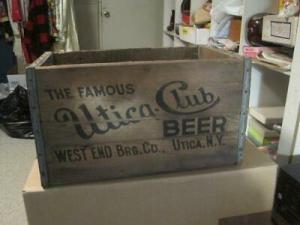 THE FAMOUS
Utica Club
BEER
WEST END BRG. CO., UTICA, N.Y.